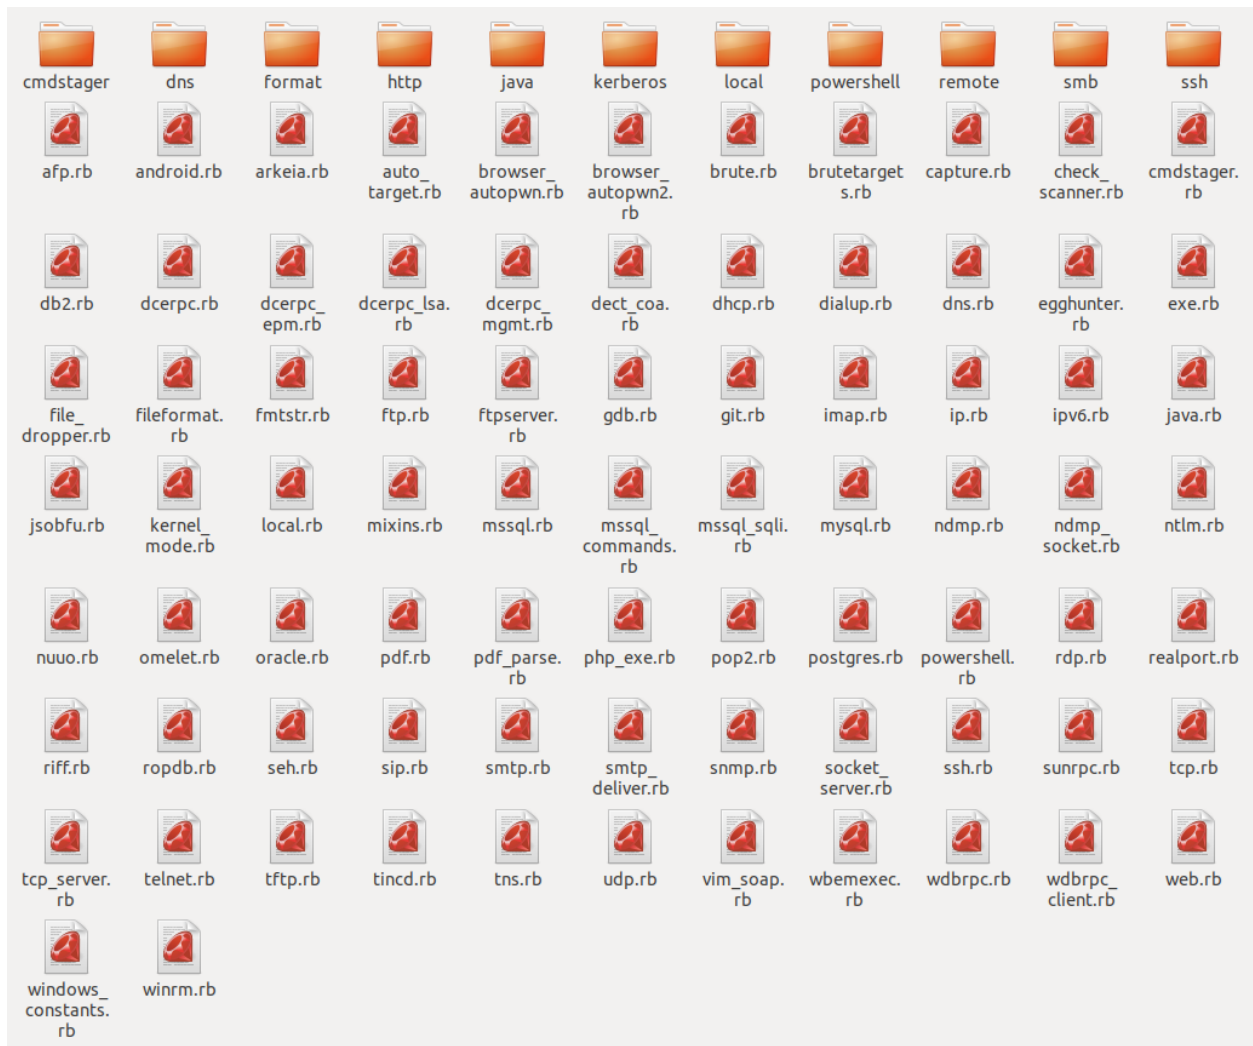 cmdstager dns format http java kerberos local powershell remote smb ssh
afp.rb android.rb arkeia.rb auto_ browser_ browser_ brute.rb brutetarget capture.rb check_ cmdstager.
target.rb autopwn.rb autopwn2. s.rb scanner.rb rb
rb
db2.rb dcerpc.rb dcerpc_ dcerpc_lsa. dcerpc_ dect_coa. dhcp.rb dialup.rb dns.rb egghunter. exe.rb
epm.rb rb mgmt.rb rb rb
file_ fileformat. fmtstr.rb ftp.rb ftpserver. gdb.rb git.rb imap.rb ip.rb ipv6.rb java.rb
dropper.rb rb rb
jsobfu.rb kernel_ local.rb mixins.rb mssql.rb mssql_ mssql_sqli. mysql.rb ndmp.rb ndmp_ ntlm.rb
mode.rb commands. rb socket.rb
rb
nuuo.rb omelet.rb oracle.rb pdf.rb pdf_parse. php_exe.rb pop2.rb postgres.rb powershell. rdp.rb realport.rb
rb rb
riff.rb ropdb.rb seh.rb sip.rb smtp.rb smtp_ snmp.rb socket_ ssh.rb sunrpc.rb tcp.rb
deliver.rb server.rb
tcp_server. telnet.rb tftp.rb tincd.rb tns.rb udp.rb vim_soap. wbemexec. wdbrpc.rb wdbrpc_ web.rb
rb rb rb client.rb
windows_ winrm.rb
constants.
rb